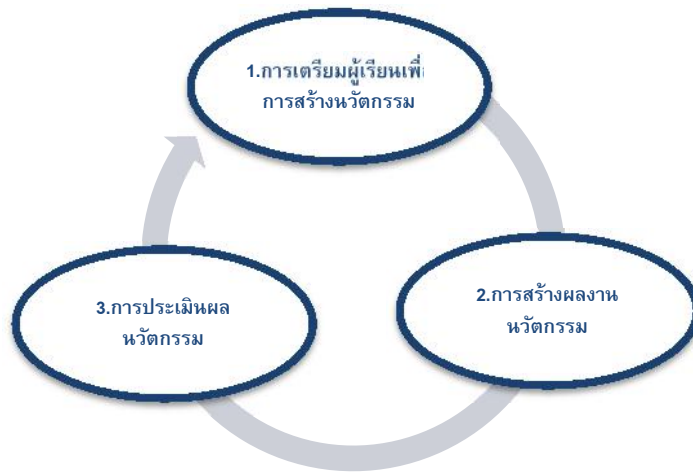 1.การเตรียมผู้เรียนเพื่
การสร้างนวัตกรรม
2.การสร้างผลงาน
นวัตกรรม
3.การประเมินผล
นวัตกรรม